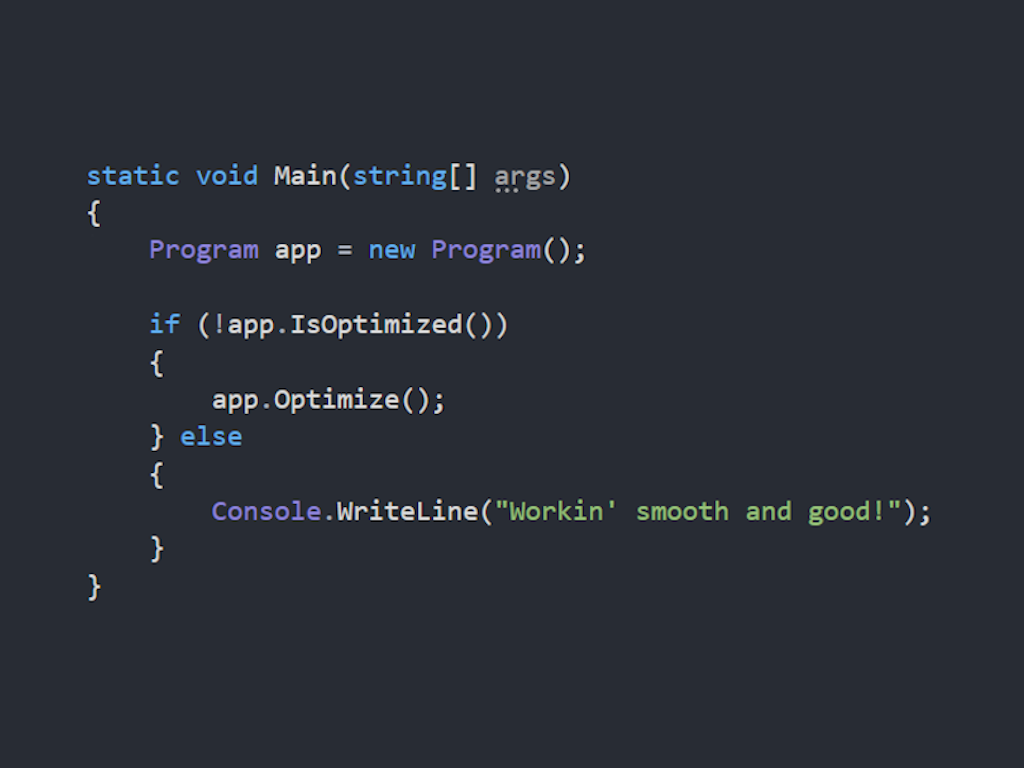 static void Main(string[] args)
{
    Program app = new Program();

    if (!app.IsOptimized())
    {
        app.Optimize();
    } else
    {
        Console.WriteLine("Workin' smooth and good!");
    }
}